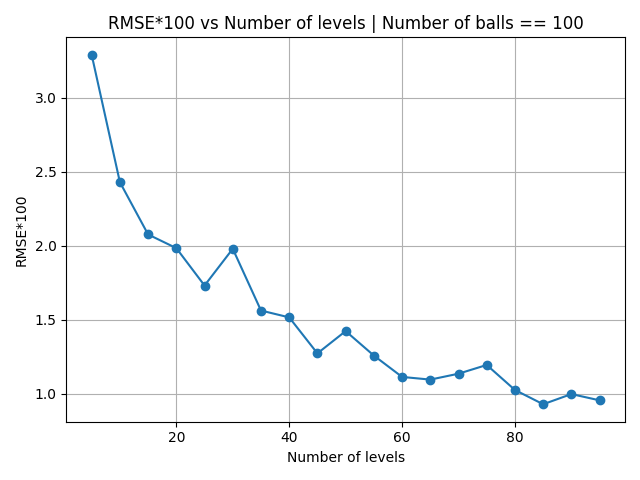 RMSE*100 vs Number of levels | Number of balls == 100
RMSE*100
3.0
2.5
2.0
1.5
1.0
20 40 60 80
Number of levels